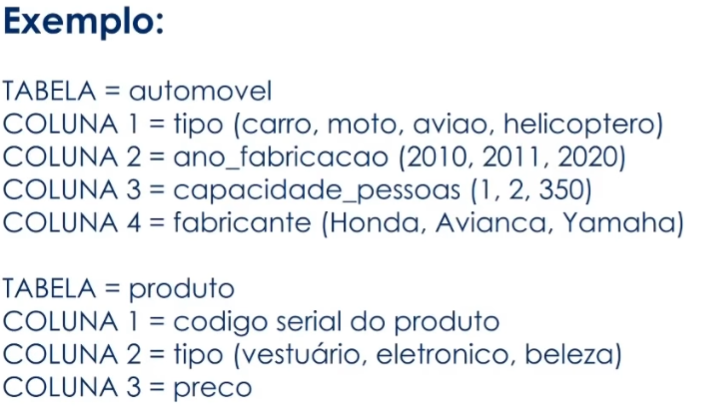 Exemplo:
TABELA = automovel
COLUNA 1 = tipo (carro, moto, aviao, helicoptero)
COLUNA 2 = ano_fabricacao (2010, 2011, 2020)
COLUNA 3 = capacidade_pessoas (1, 2, 350)
COLUNA 4 = fabricante (Honda, Avianca, Yamaha)
TABELA = produto
COLUNA 1 = codigo serial do produto
COLUNA 2 = tipo (vestuário, eletronico, beleza)
COLUNA 3 = preco